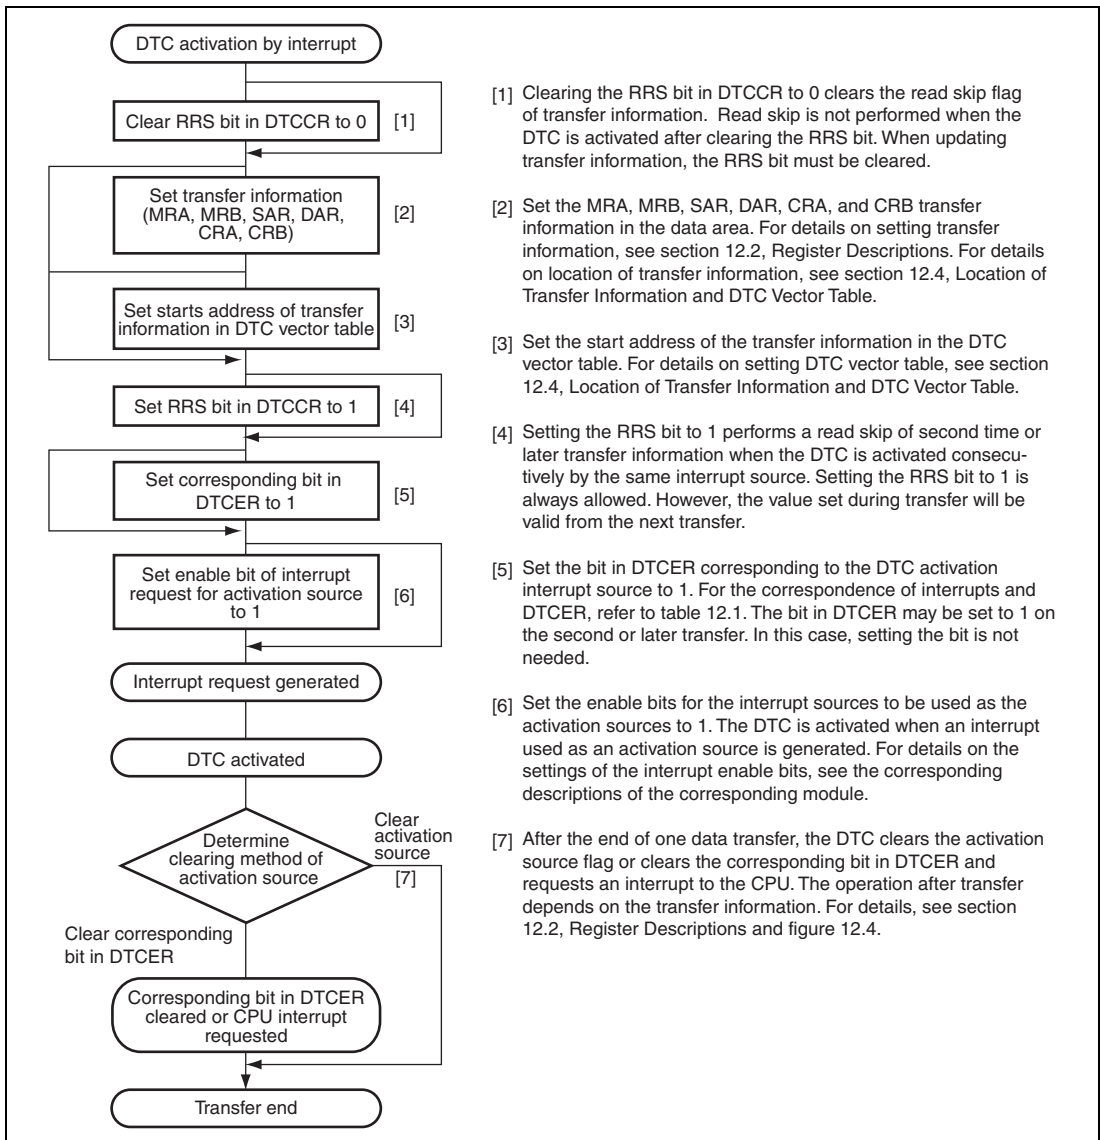 DTC activation by interrupt
Clear RRS bit in DTCCR to 0
[1]
Set transfer information
(MRA, MRB, SAR, DAR,
CRA, CRB)
[2]
Set starts address of transfer
information in DTC vector table
[3]
Set RRS bit in DTCCR to 1
[4]
Set corresponding bit in
DTCER to 1
[5]
Set enable bit of interrupt
request for activation source
to 1
[6]
Interrupt request generated
DTC activated
Determine
clearing method of
activation source
Clear
activation
source
[7]
Clear corresponding
bit in DTCER
Corresponding bit in DTCER
cleared or CPU interrupt
requested
Transfer end
[1] Clearing the RRS bit in DTCCR to 0 clears the read skip flag
of transfer information. Read skip is not performed when the
DTC is activated after clearing the RRS bit. When updating
transfer information, the RRS bit must be cleared.
[2] Set the MRA, MRB, SAR, DAR, CRA, and CRB transfer
information in the data area. For details on setting transfer
information, see section 12.2, Register Descriptions. For details
on location of transfer information, see section 12.4, Location of
Transfer Information and DTC Vector Table.
[3] Set the start address of the transfer information in the DTC
vector table. For details on setting DTC vector table, see section
12.4, Location of Transfer Information and DTC Vector Table.
[4] Setting the RRS bit to 1 performs a read skip of second time or
later transfer information when the DTC is activated consecu-
tively by the same interrupt source. Setting the RRS bit to 1 is
always allowed. However, the value set during transfer will be
valid from the next transfer.
[5] Set the bit in DTCER corresponding to the DTC activation
interrupt source to 1. For the correspondence of interrupts and
DTCER, refer to table 12.1. The bit in DTCER may be set to 1 on
the second or later transfer. In this case, setting the bit is not
needed.
[6] Set the enable bits for the interrupt sources to be used as the
activation sources to 1. The DTC is activated when an interrupt
used as an activation source is generated. For details on the
settings of the interrupt enable bits, see the corresponding
descriptions of the corresponding module.
[7] After the end of one data transfer, the DTC clears the activation
source flag or clears the corresponding bit in DTCER and
requests an interrupt to the CPU. The operation after transfer
depends on the transfer information. For details, see section
12.2, Register Descriptions and figure 12.4.